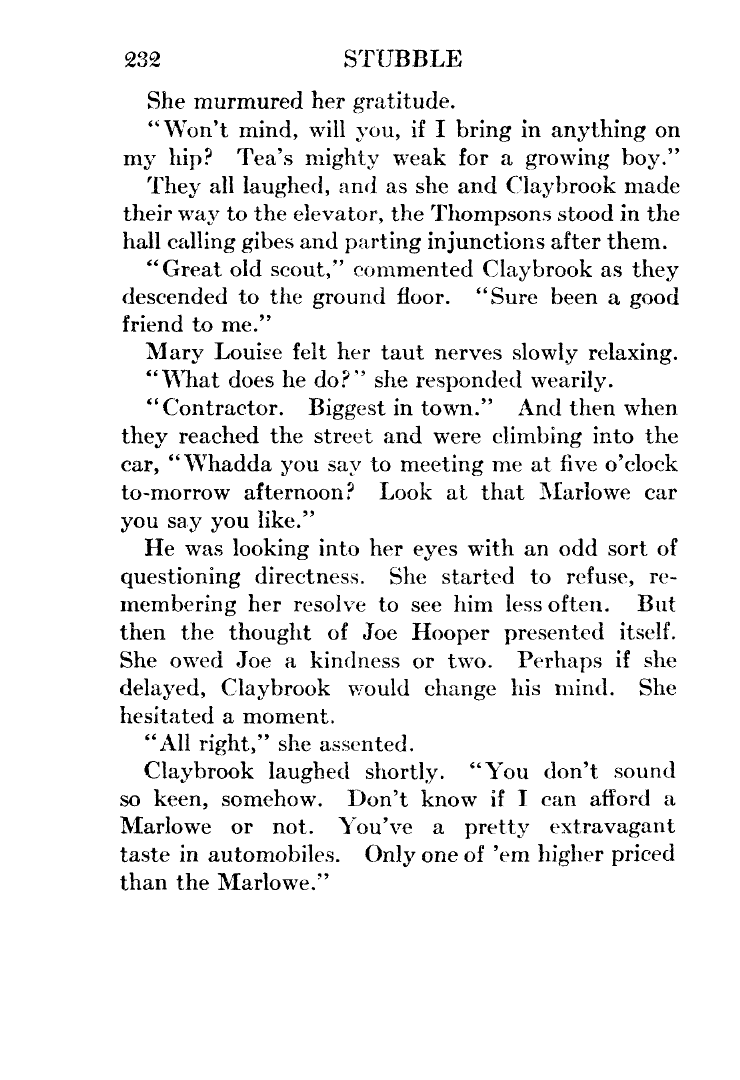 232 STUBBLE
She murmured her gratitude.
“Won’t mind, will you, if I bring in anything on
my hip? Tea’s mighty weak for a growing boy.”
They all laughed, and as she and Claybrook made
their way to the elevator, the Thompsons stood in the
hall calling gibes and parting injunctions after them.
“Great old scout,” commented Claybrook as they
descended to the ground floor. “Sure been a good
friend to me.”
Mary Louise felt her taut nerves slowly relaxing.
“What does he do?” she responded wearily.
“Contractor. Biggest in town.” And then when
they reached the street and were climbing into the
car, “Whadda you say to meeting me at five o’clock
to-morrow afternoon? Look at that Marlowe car
you say you like.”
He was looking into her eyes with an odd sort of
questioning directness. She started to refuse, re-
membering her resolve to see him less often. But
then the thought of Joe Hooper presented itself.
She owed Joe a kindness or two. Perhaps if she
delayed, Claybrook would change his mind. She
hesitated a moment.
“All right,” she assented.
Claybrook laughed shortly. “You don’t sound
so keen, somehow. Don’t know if I can afford a
Marlowe or not. You’ve a pretty extravagant
taste in automobiles. Only one of ’em higher priced
than the Marlowe.”